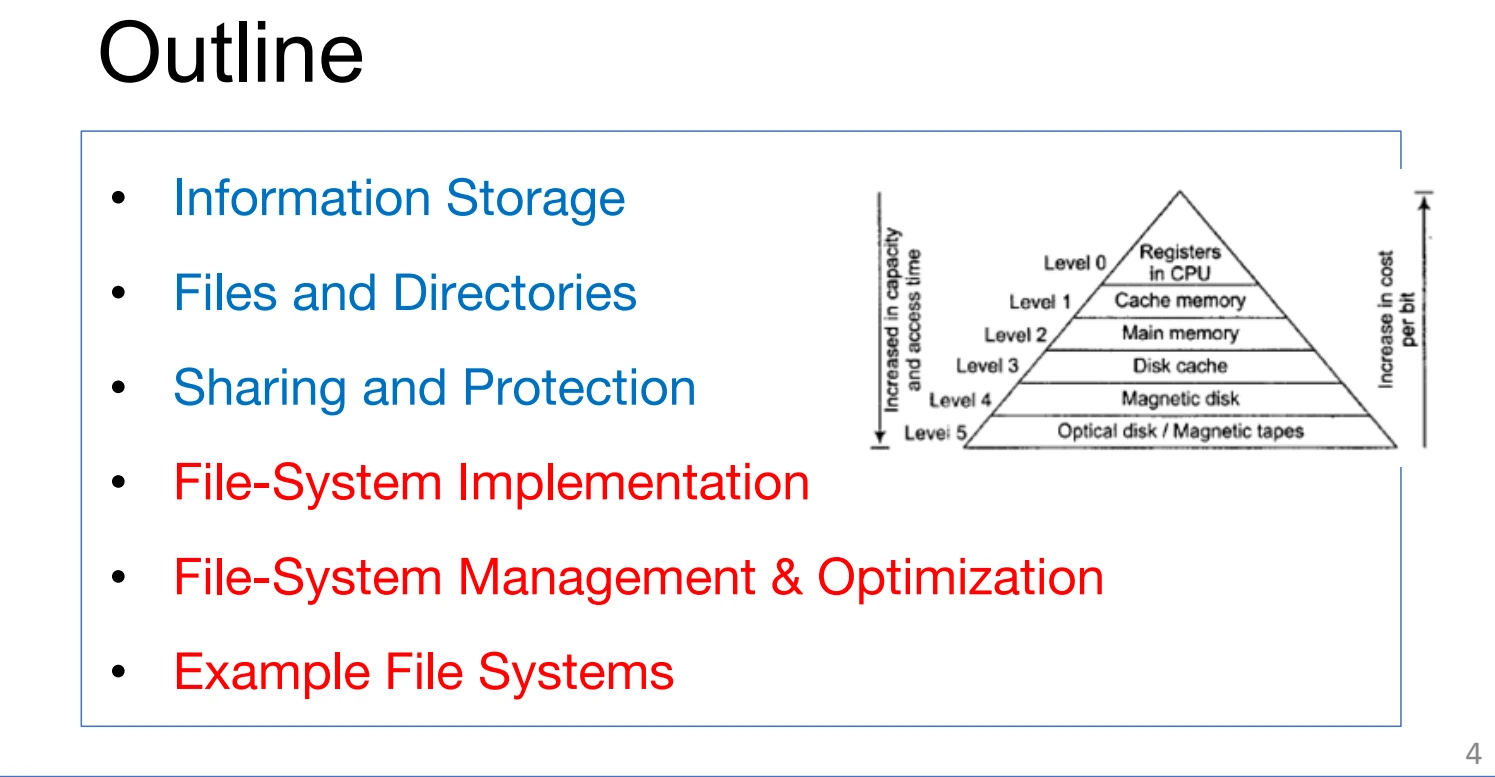 Outline
• Information Storage
• Files and Directories
• Sharing and Protection
• File-System Implementation
• File-System Management & Optimization
• Example File Systems
Increased in capacity
and access time
Level 0
Registers
in CPU
Level 1
Cache memory
Level 2
Main memory
Level 3
Disk cache
Level 4
Magnetic disk
Level 5
Optical disk / Magnetic tapes
Increase in cost
per bit
4